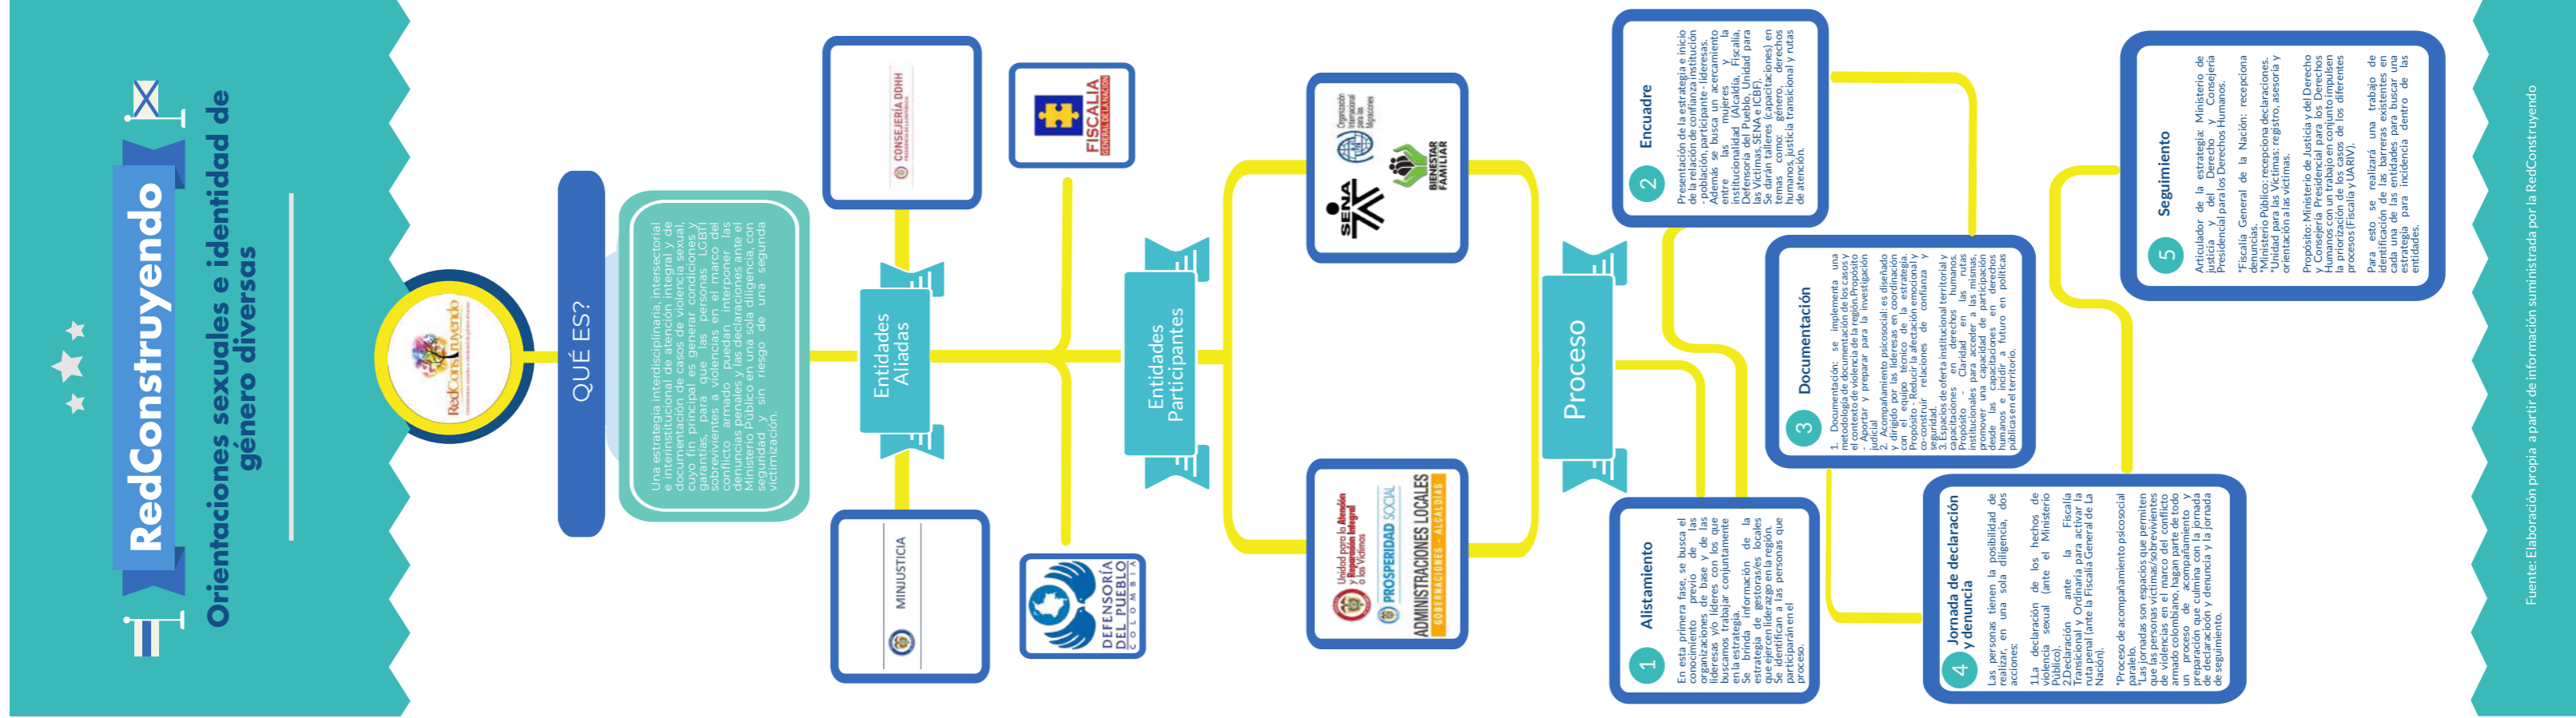 RedConstruyendo
Orientaciones sexuales e identidad de
género diversas
RedConstruyendo
QUÉ ES?
Una estrategia interdisciplinaria, intersectorial
e interinstitucional de atención integral y de
documentación de casos de violencia sexual,
cuyo fin principal es generar condiciones y
garantías, para que las personas LGBTI
sobrevivientes a violencias en el marco del
conflicto armado puedan interponer las
denuncias penales y las declaraciones ante el
Ministerio Público en una sola diligencia, con
seguridad y sin riesgo de una segunda
victimización.
Entidades
Aliadas
MINJUSTICIA
CONSEJERÍA DDHH
DEFENSORÍA
DEL PUEBLO
COLOMBIA
FISCALIA
GENERAL DE LA NACIÓN
Entidades
Participantes
Unidad para la Atención
y Reparación Integral
a las Víctimas
PROSPERIDAD SOCIAL
ADMINISTRACIONES LOCALES
GOBERNACIONES - ALCALDÍAS
SENA
Organización
Internacional
para las
Migraciones
OIM
BIENESTAR
FAMILIAR
Proceso
1
Alistamiento
En esta primera fase, se busca el
conocimiento previo de las
organizaciones de base y de las
lideresas y/o líderes con los que
buscamos trabajar conjuntamente
en la estrategia.
Se brinda información de la
estrategia de gestoras/es locales
que ejercen liderazgo en la región.
Se identifican a las personas que
participarán en el
proceso.
2
Encuadre
Presentación de la estrategia e inicio
de la relación de confianza institución
- población, participante - lideresas.
Además se busca un acercamiento
entre las mujeres y la
institucionalidad (Alcaldía, Fiscalía,
Defensoría del Pueblo, Unidad para
las Víctimas, SENA e ICBF).
Se darán talleres (capacitaciones) en
temas como: género, derechos
humanos, justicia transicional y rutas
de atención.
3
Documentación
1. Documentación: se implementa una
metodología de documentación de los casos y
el contexto de violencia de la región.Propósito
- Aportar y preparar para la investigación
judicial
2. Acompañamiento psicosocial: es diseñado
y dirigido por las lideresas en coordinación
con el equipo técnico de la estrategia.
Propósito - Reducir la afectación emocional y
co-construir relaciones de confianza y
seguridad.
3. Espacios de oferta institucional territorial y
capacitaciones en derechos humanos.
Propósito - Claridad en las rutas
institucionales para acceder a las mismas,
promover una capacidad de participación
desde las capacitaciones en derechos
humanos e incidir a futuro en políticas
públicas en el territorio.
4
Jornada de declaración
y denuncia
Las personas tienen la posibilidad de
realizar, en una sola diligencia, dos
acciones:
1.La declaración de los hechos de
violencia sexual (ante el Ministerio
Público).
2.Declaración ante la Fiscalía
Transicional y Ordinaria para activar la
ruta penal (ante la Fiscalía General de La
Nación).
*Proceso de acompañamiento psicosocial
paralelo.
*Las jornadas son espacios que permiten
que las personas víctimas/sobrevivientes
de violencias en el marco del conflicto
armado colombiano, hagan parte de todo
un proceso de acompañamiento y
preparación que culmina con la jornada
de declaracióon y denuncia y la jornada
de seguimiento.
5
Seguimiento
Articulador de la estrategia: Ministerio de
justicia y del Derecho y Consejería
Presidencial para los Derechos Humanos.
*Fiscalía General de la Nación: recepciona
denuncias.
*Ministerio Público: recepciona declaraciones.
*Unidad para las Víctimas: registro, asesoría y
orientación a las víctimas.
Propósito: Ministerio de Justicia y del Derecho
y Consejería Presidencial para los Derechos
Humanos con un trabajo en conjunto impulsen
la priorización de los casos de los diferentes
procesos (Fiscalía y UARIV).
Para esto se realizará una trabajo de
identificación de las barreras existentes en
cada una de las entidades para buscar una
estrategia para incidencia dentro de las
entidades.
Fuente: Elaboración propia a partir de información suministrada por la RedConstruyendo